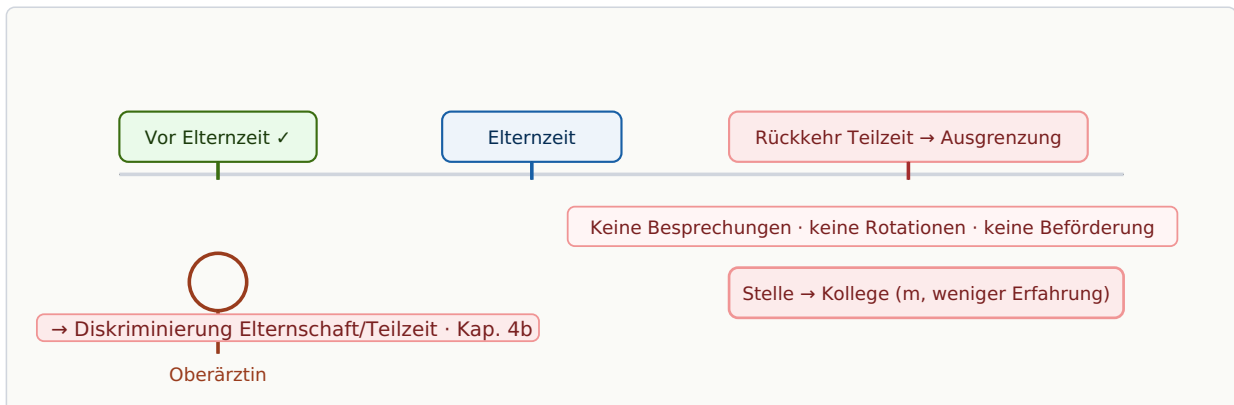 Vor Elternzeit ✓
Elternzeit
Rückkehr Teilzeit → Ausgrenzung
Keine Besprechungen · keine Rotationen · keine Beförderung
Stelle → Kollege (m, weniger Erfahrung)
→ Diskriminierung Elternschaft/Teilzeit · Kap. 4b
Oberärztin